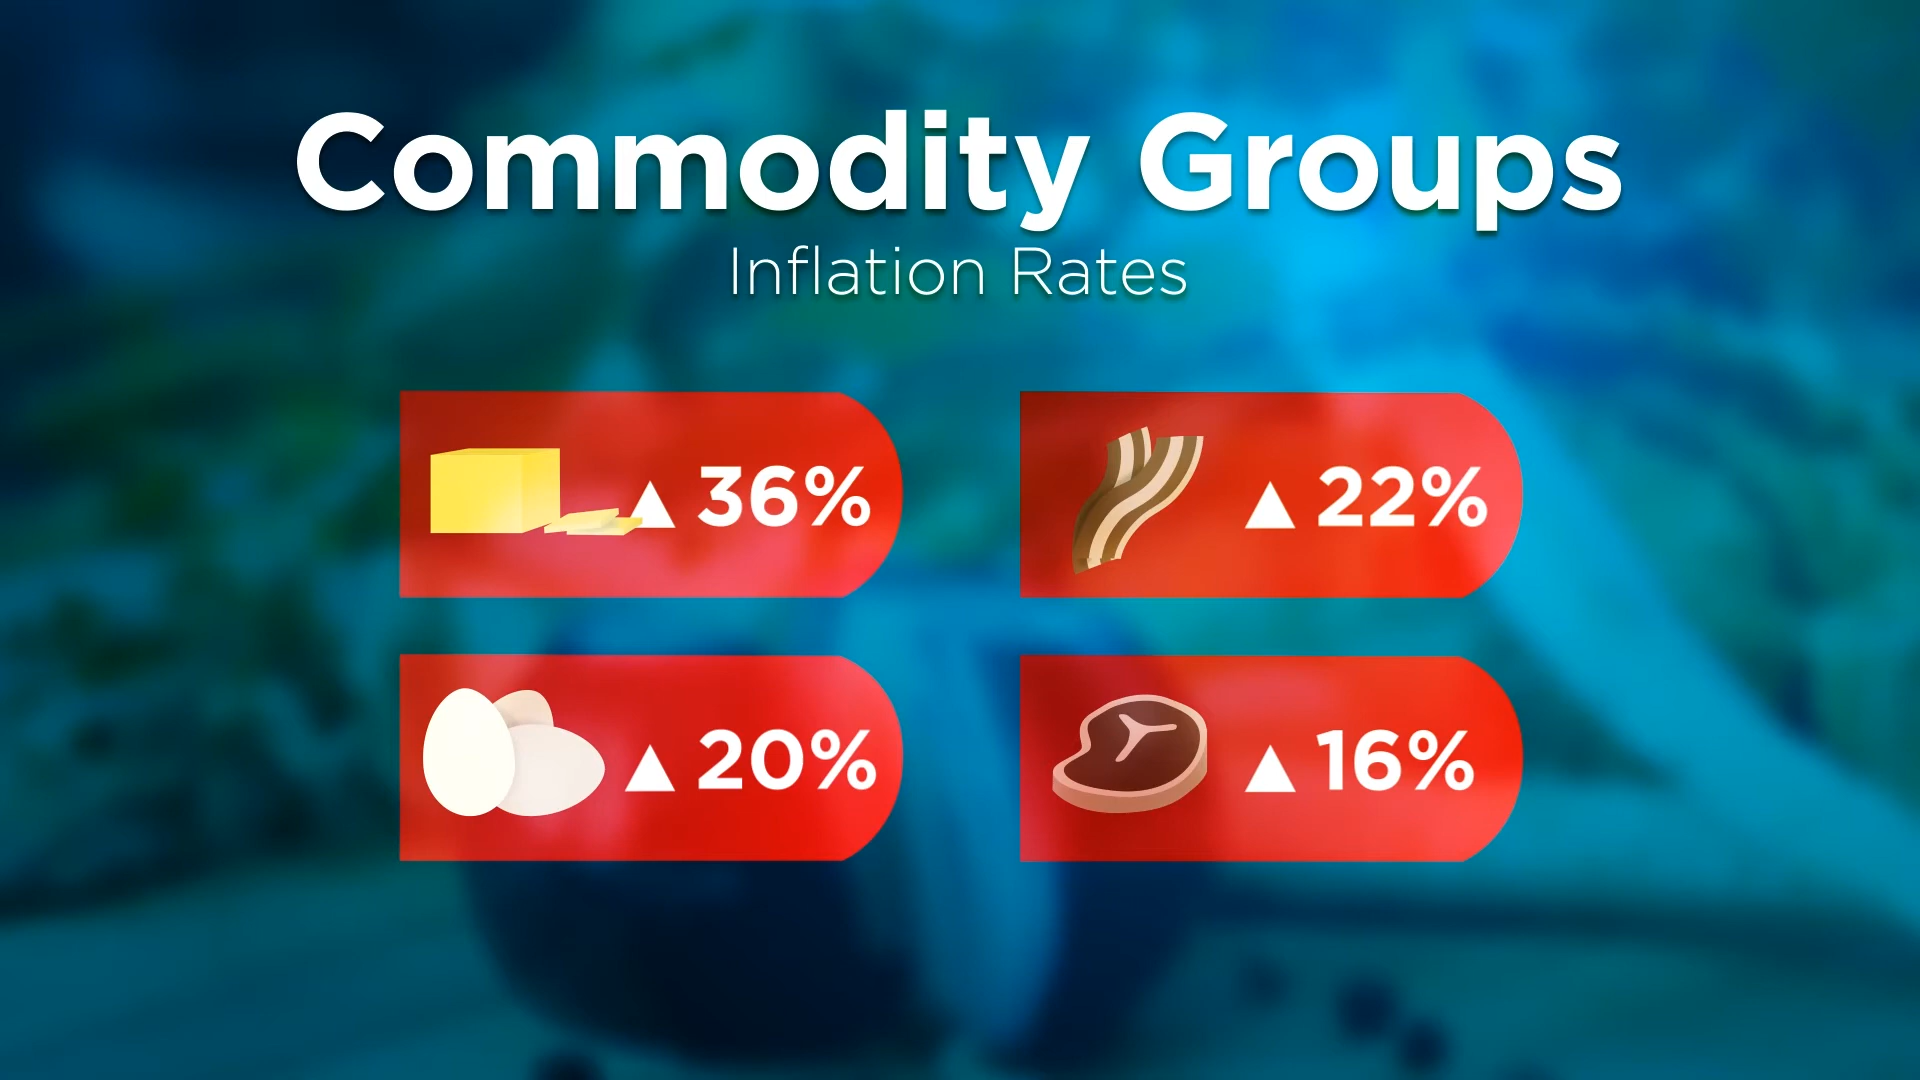 Commodity Groups
Inflation Rates
▲ 36%
▲ 22%
▲ 20%
▲ 16%